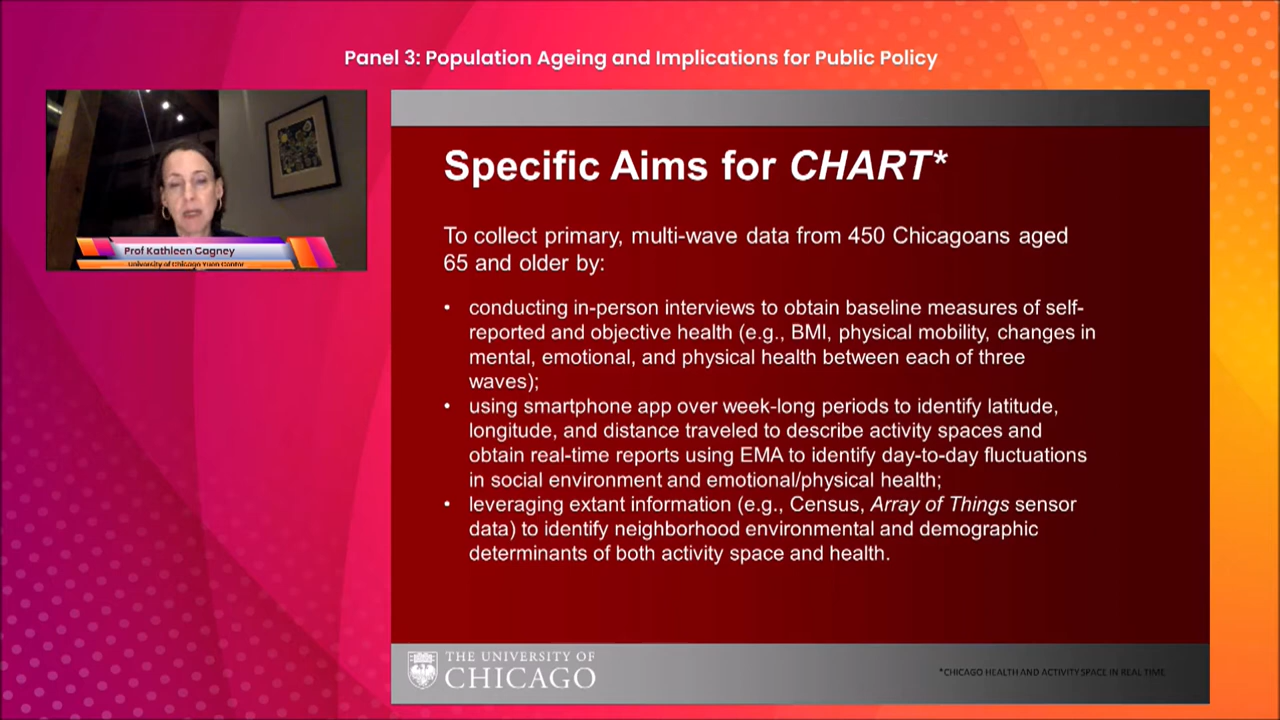 Panel 3: Population Ageing and Implications for Public Policy
Prof Kathleen Cagney
University of Chicago Yuen Center
Specific Aims for CHART*
To collect primary, multi-wave data from 450 Chicagoans aged
65 and older by:
• conducting in-person interviews to obtain baseline measures of self-
reported and objective health (e.g., BMI, physical mobility, changes in
mental, emotional, and physical health between each of three
waves);
• using smartphone app over week-long periods to identify latitude,
longitude, and distance traveled to describe activity spaces and
obtain real-time reports using EMA to identify day-to-day fluctuations
in social environment and emotional/physical health;
• leveraging extant information (e.g., Census, Array of Things sensor
data) to identify neighborhood environmental and demographic
determinants of both activity space and health.
THE UNIVERSITY OF
CHICAGO
*CHICAGO HEALTH AND ACTIVITY SPACE IN REAL TIME